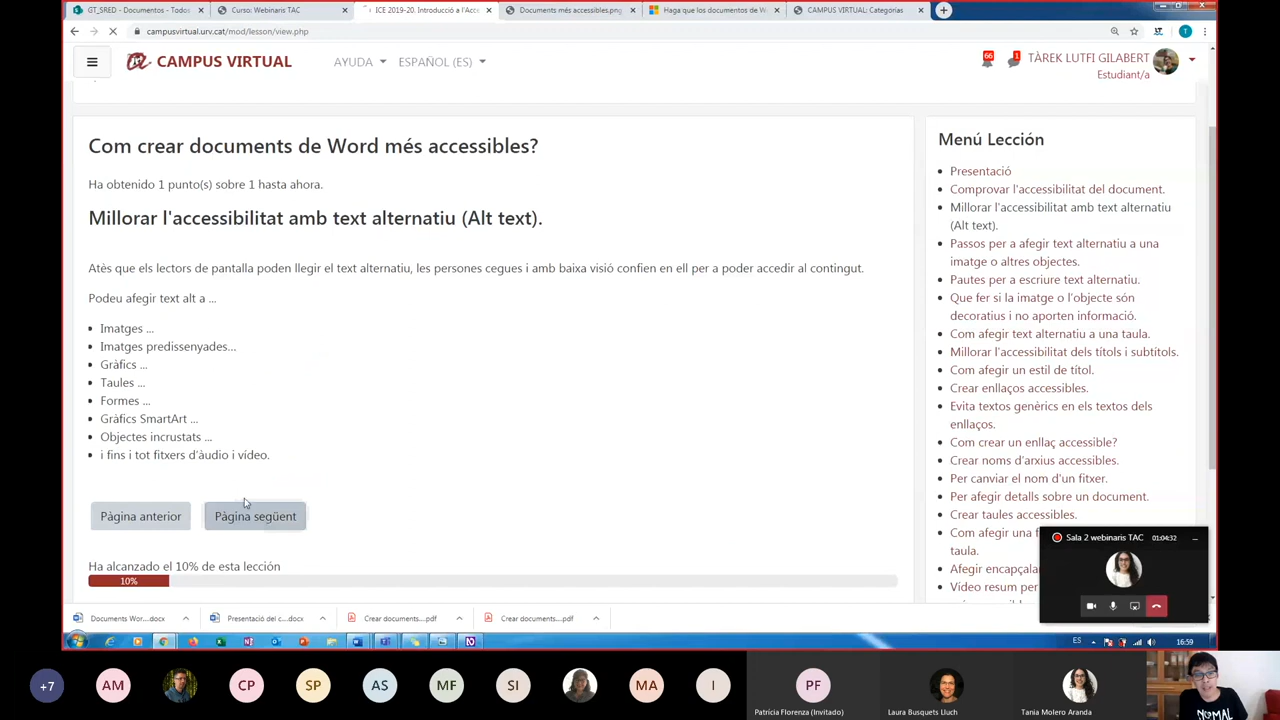 GT_SRED - Documentos - Todos
Curso: Webinaris TAC
ICE 2019-20. Introducció a l'Acce
Documents més accessibles.png
Haga que los documentos de W
CAMPUS VIRTUAL: Categorías
campusvirtual.urv.cat/mod/lesson/view.php
T
CAMPUS VIRTUAL
AYUDA
ESPAÑOL (ES)
66
1
TÀREK LUTFI GILABERT
Estudiant/a
Com crear documents de Word més accessibles?
Ha obtenido 1 punto(s) sobre 1 hasta ahora.
Millorar l'accessibilitat amb text alternatiu (Alt text).
Atès que els lectors de pantalla poden llegir el text alternatiu, les persones cegues i amb baixa visió confien en ell per a poder accedir al contingut.
Podeu afegir text alt a ...
Imatges ...
Imatges predissenyades...
Gràfics ...
Taules ...
Formes ...
Gràfics SmartArt ...
Objectes incrustats ...
i fins i tot fitxers d'àudio i vídeo.
Pàgina anterior
Pàgina següent
Ha alcanzado el 10% de esta lección
10%
Menú Lección
Presentació
Comprovar l'accessibilitat del document.
Millorar l'accessibilitat amb text alternatiu
(Alt text).
Passos per a afegir text alternatiu a una
imatge o altres objectes.
Pautes per a escriure text alternatiu.
Que fer si la imatge o l'objecte són
decoratius i no aporten informació.
Com afegir text alternatiu a una taula.
Millorar l'accessibilitat dels títols i subtítols.
Com afegir un estil de títol.
Crear enllaços accessibles.
Evita textos genèrics en els textos dels
enllaços.
Com crear un enllaç accessible?
Crear noms d'arxius accessibles.
Per canviar el nom d'un fitxer.
Per afegir detalls sobre un document.
Crear taules accessibles.
Com afegir una f
taula.
Afegir encapçala
Vídeo resum per
Sala 2 webinaris TAC
01:04:32
Documents Wor...docx
Presentació del c...docx
Crear documents....pdf
Crear documents....pdf
ES
16:59
+7
AM
CP
SP
AS
MF
SI
MA
I
PF
Patrícia Florenza (Invitado)
Laura Busquets Lluch
Tania Molero Aranda